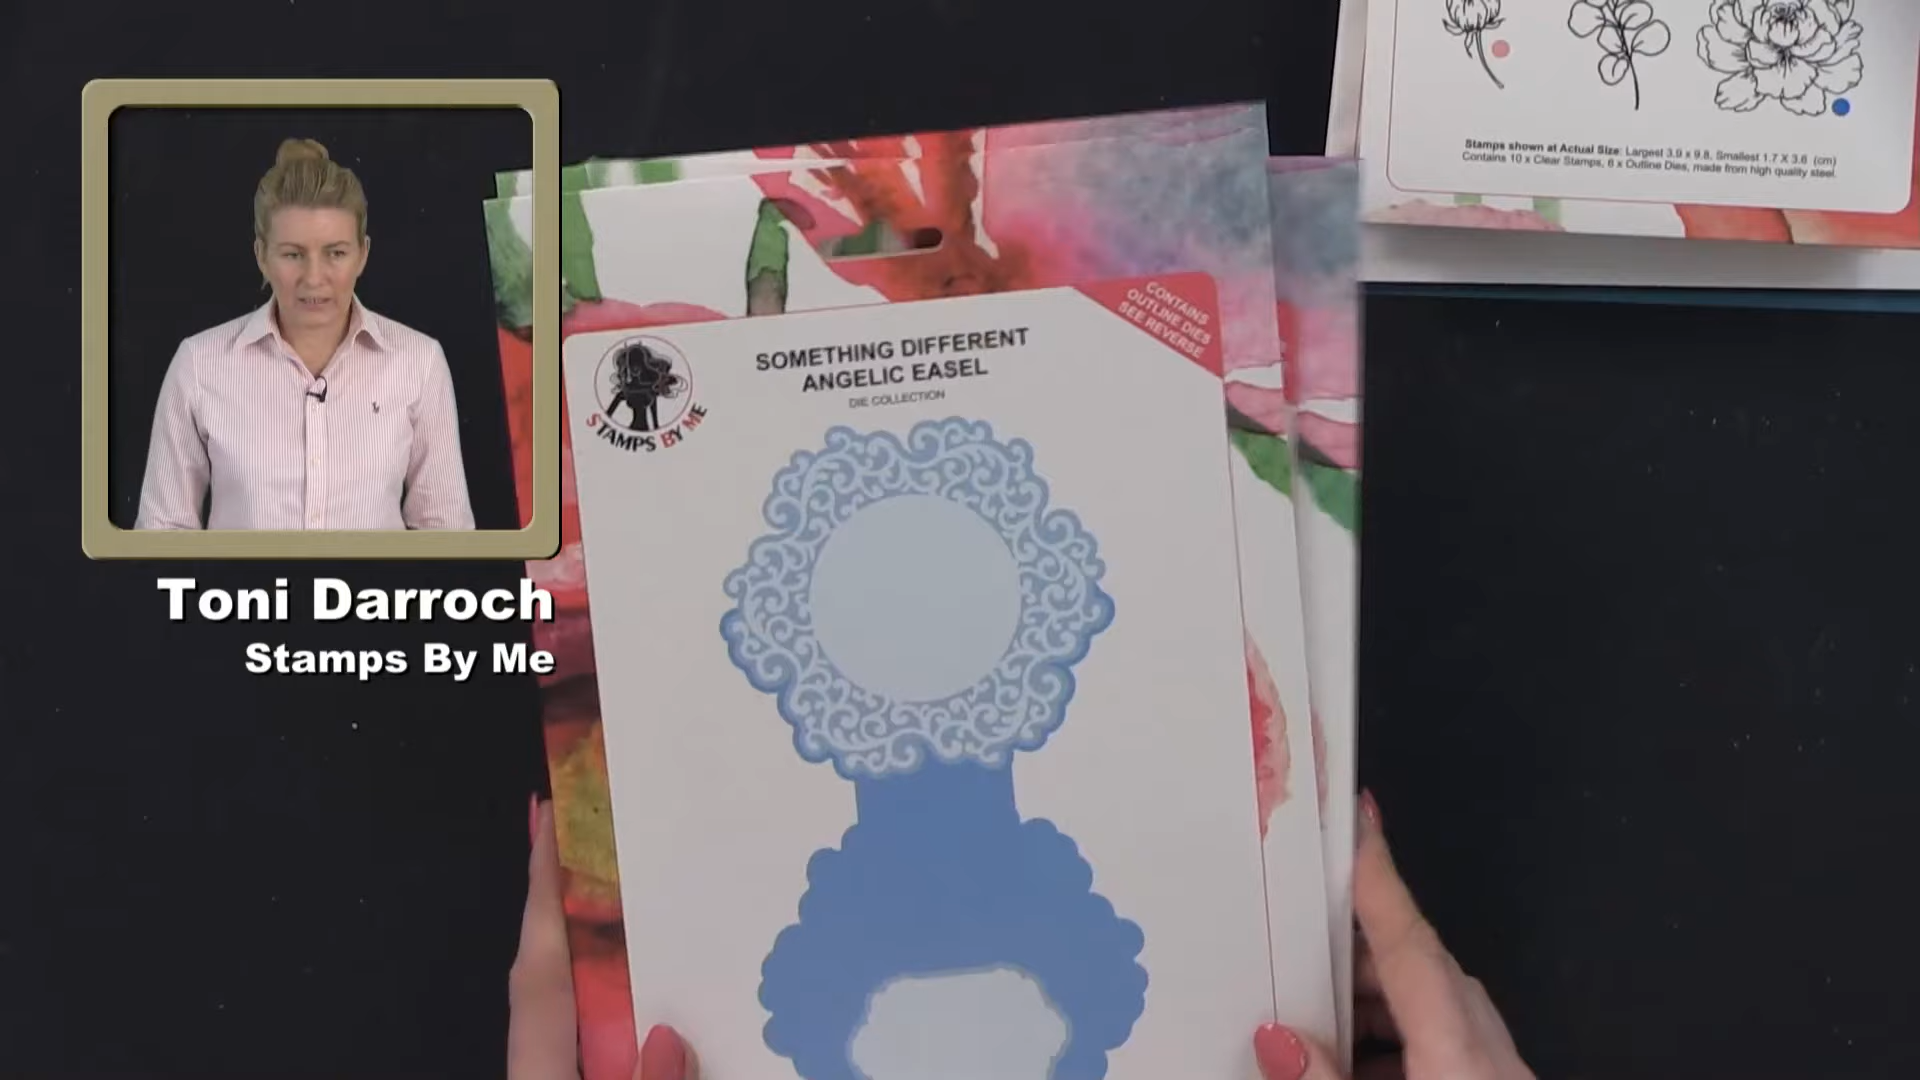 Stamps shown at Actual Size: Largest 3.9 x 9.8, Smallest 1.7 X 3.6 (cm)
Contains 10 x Clear Stamps, 6 x Outline Dies, made from high quality steel.
CONTAINS
OUTLINE DIES
SEE REVERSE
SOMETHING DIFFERENT
ANGELIC EASEL
DIE COLLECTION
STAMPS BY ME
Toni Darroch
Stamps By Me